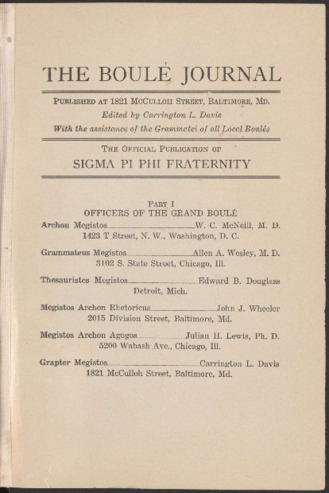 THE BOULÉ JOURNAL
PUBLISHED AT 1821 MCCULLOH STREET, BALTIMORE, MD.
Edited by Carrington L. Davis
With the assistance of the Grammatei of all Local Boulés
THE OFFICIAL PUBLICATION OF
SIGMA PI PHI FRATERNITY
PART I
OFFICERS OF THE GRAND BOULÉ
Archon Megistos W. C. McNeill, M. D.
1423 T Street, N. W., Washington, D. C.
Grammateus Megistos Allen A. Wesley, M. D.
3102 S. State Street, Chicago, Ill.
Thesauristes Megistos Edward B. Douglass
Detroit, Mich.
Megistos Archon Rhetoricus John J. Wheeler
2015 Division Street, Baltimore, Md.
Megistos Archon Agogos Julian H. Lewis, Ph. D.
5200 Wabash Ave., Chicago, Ill.
Grapter Megistos Carrington L. Davis
1821 McCulloh Street, Baltimore, Md.